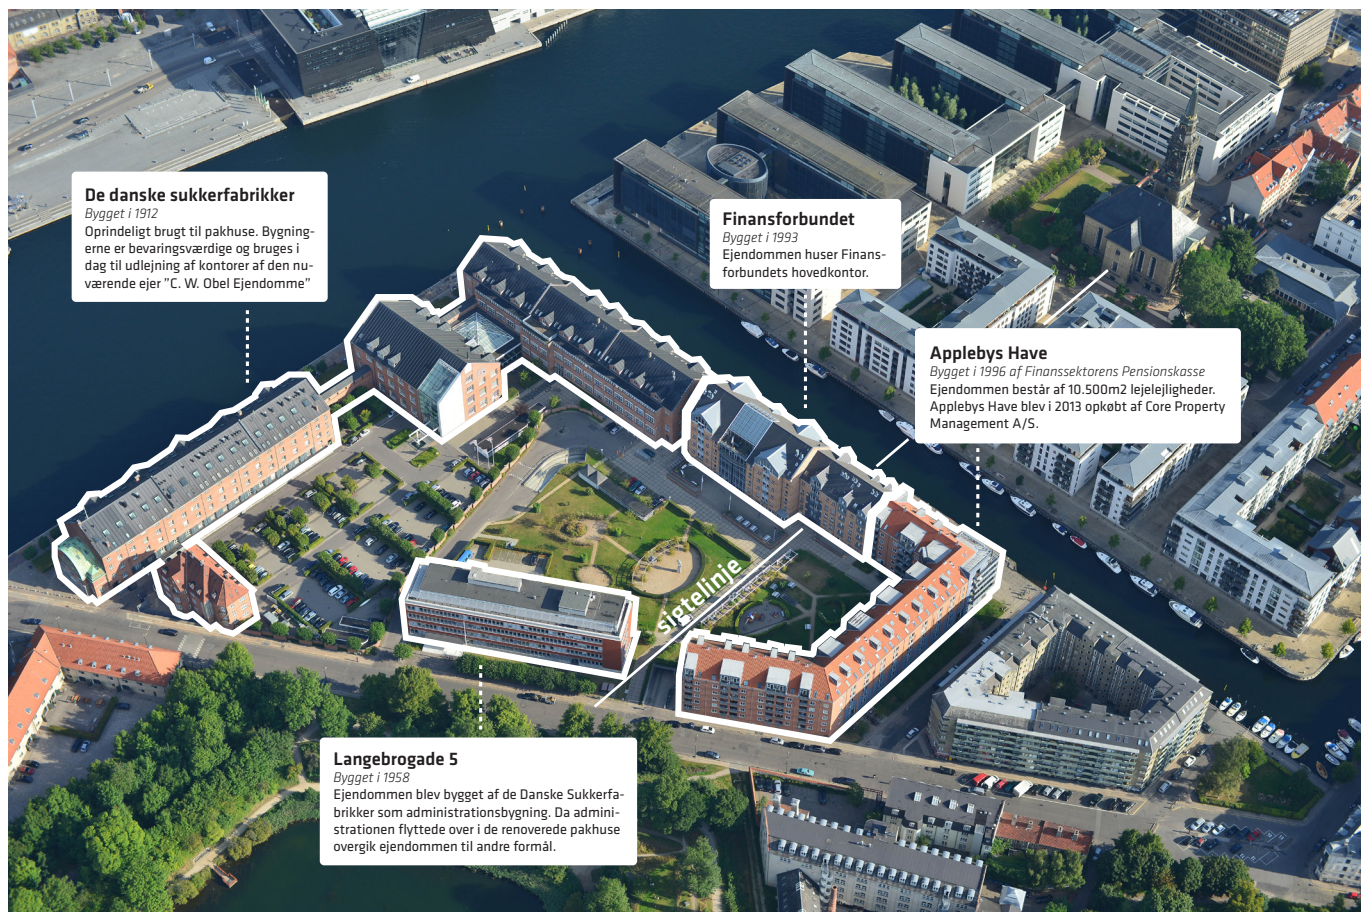 De danske sukkerfabrikker
Bygget i 1912
Oprindeligt brugt til pakhuse. Bygning-
erne er bevaringsværdige og bruges i
dag til udlejning af kontorer af den nu-
værende ejer ”C. W. Obel Ejendomme”
Finansforbundet
Bygget i 1993
Ejendommen huser Finans-
forbundets hovedkontor.
Applebys Have
Bygget i 1996 af Finanssektorens Pensionskasse
Ejendommen består af 10.500m2 lejelejligheder.
Applebys Have blev i 2013 opkøbt af Core Property
Management A/S.
sigtelinje
Langebrogade 5
Bygget i 1958
Ejendommen blev bygget af de Danske Sukkerfa-
brikker som administrationsbygning. Da admini-
strationen flyttede over i de renoverede pakhuse
overgik ejendommen til andre formål.